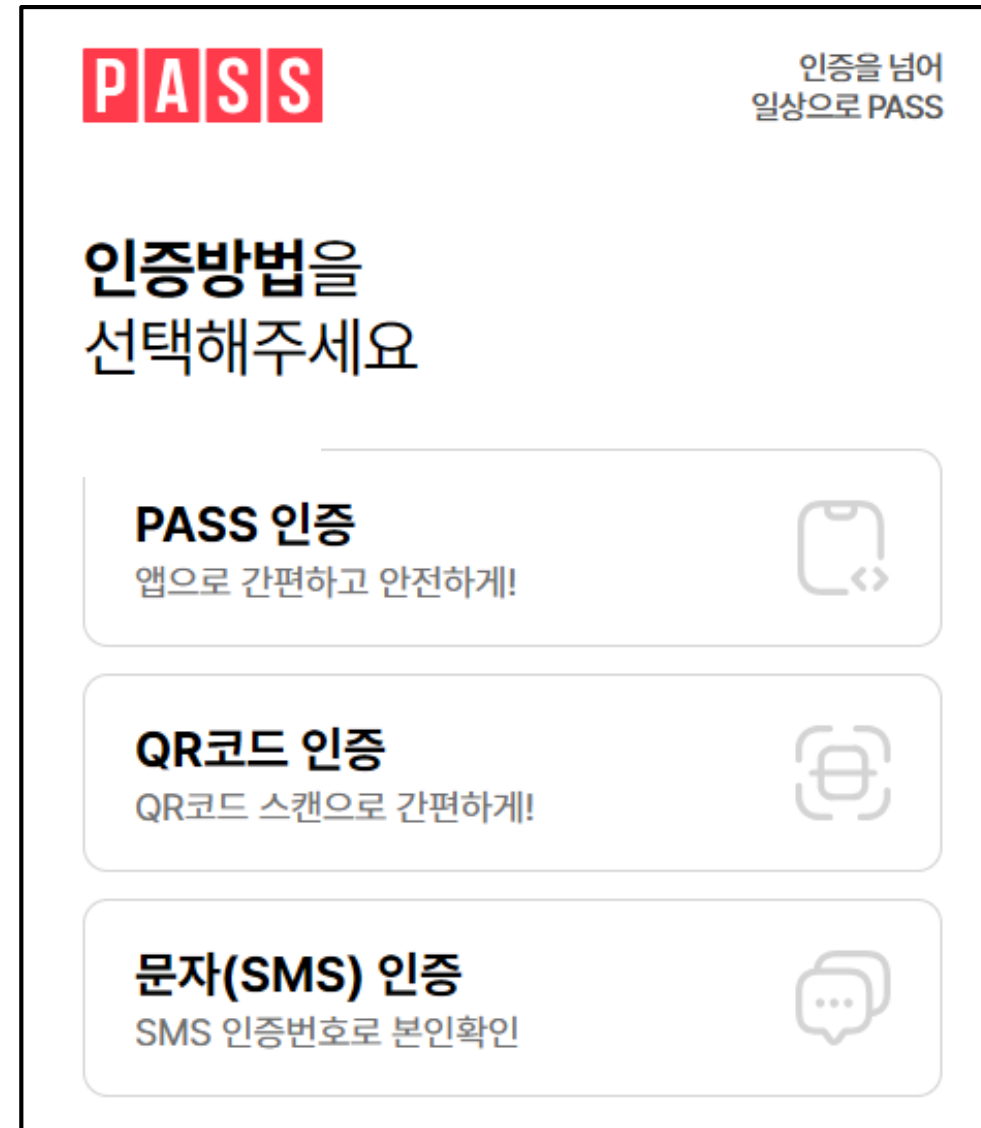 PASS
인증을 넘어
일상으로 PASS
인증방법을
선택해주세요
PASS 인증
앱으로 간편하고 안전하게!
QR코드 인증
QR코드 스캔으로 간편하게!
문자(SMS) 인증
SMS 인증번호로 본인확인